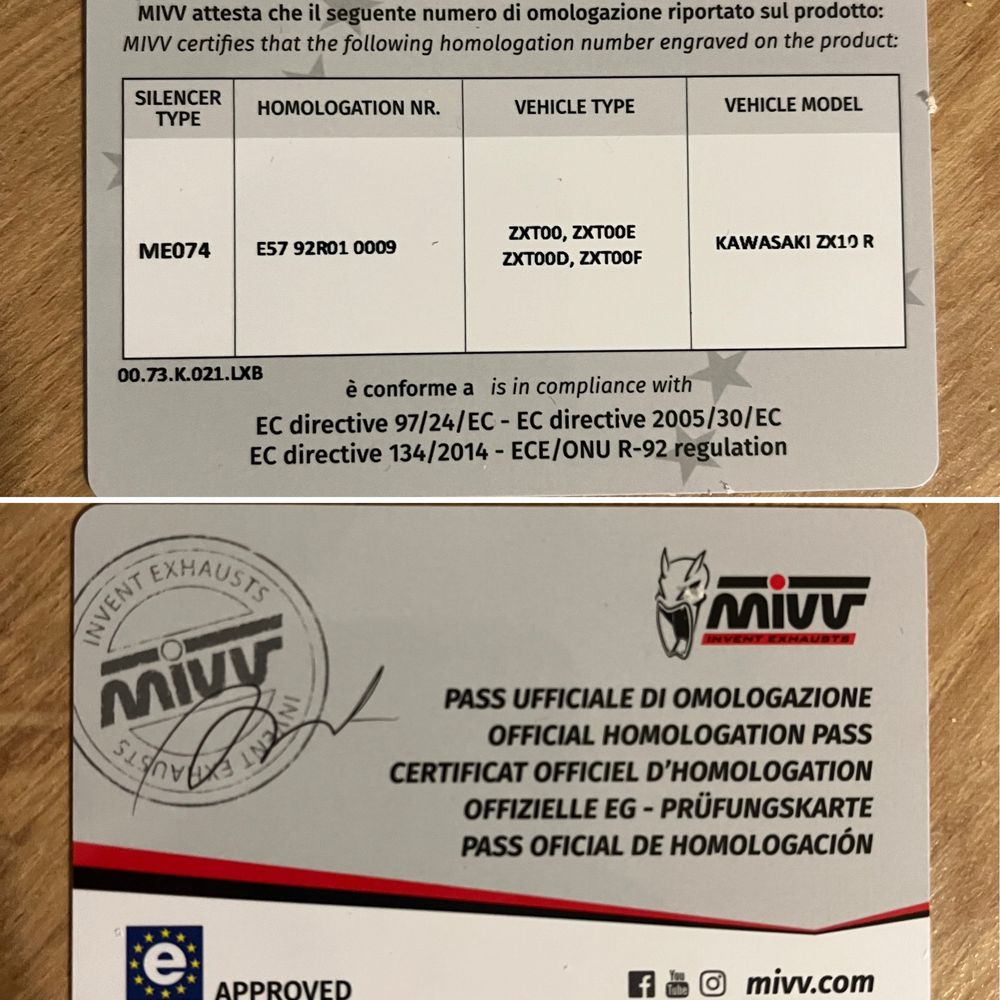 MIVV attesta che il seguente numero di omologazione riportato sul prodotto:
MIVV certifies that the following homologation number engraved on the product:
SILENCER TYPE
HOMOLOGATION NR.
VEHICLE TYPE
VEHICLE MODEL
ME074
E57 92R01 0009
ZXT00, ZXT00E
ZXT00D, ZXT00F
KAWASAKI ZX10 R
00.73.K.021.LXB
è conforme a is in compliance with
EC directive 97/24/EC - EC directive 2005/30/EC
EC directive 134/2014 - ECE/ONU R-92 regulation
INVENT EXHAUSTS
mivv
INVENT EXHAUSTS
mivv
INVENT EXHAUSTS
PASS UFFICIALE DI OMOLOGAZIONE
OFFICIAL HOMOLOGATION PASS
CERTIFICAT OFFICIEL D'HOMOLOGATION
OFFIZIELLE EG - PRÜFUNGSKARTE
PASS OFICIAL DE HOMOLOGACIÓN
e
APPROVED
f
You Tube
mivv.com